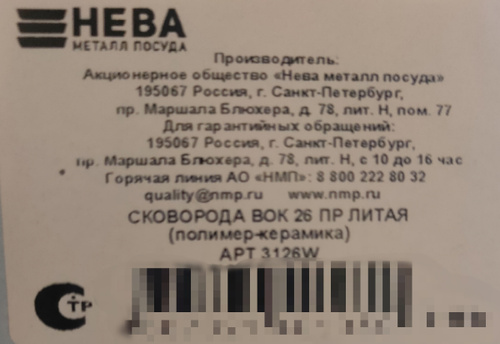 НЕВА
МЕТАЛЛ ПОСУДА
Производитель:
Акционерное общество «Нева металл посуда»
195067 Россия, г. Санкт-Петербург,
пр. Маршала Блюхера, д. 78, лит. Н, пом. 77
Для гарантийных обращений:
195067 Россия, г. Санкт-Петербург,
пр. Маршала Блюхера, д. 78, лит. Н, с 10 до 16 час
Горячая линия АО «НМП»: 8 800 222 80 32
quality@nmp.ru www.nmp.ru
СКОВОРОДА ВОК 26 ПР ЛИТАЯ
(полимер-керамика)
АРТ 3126W
СТР